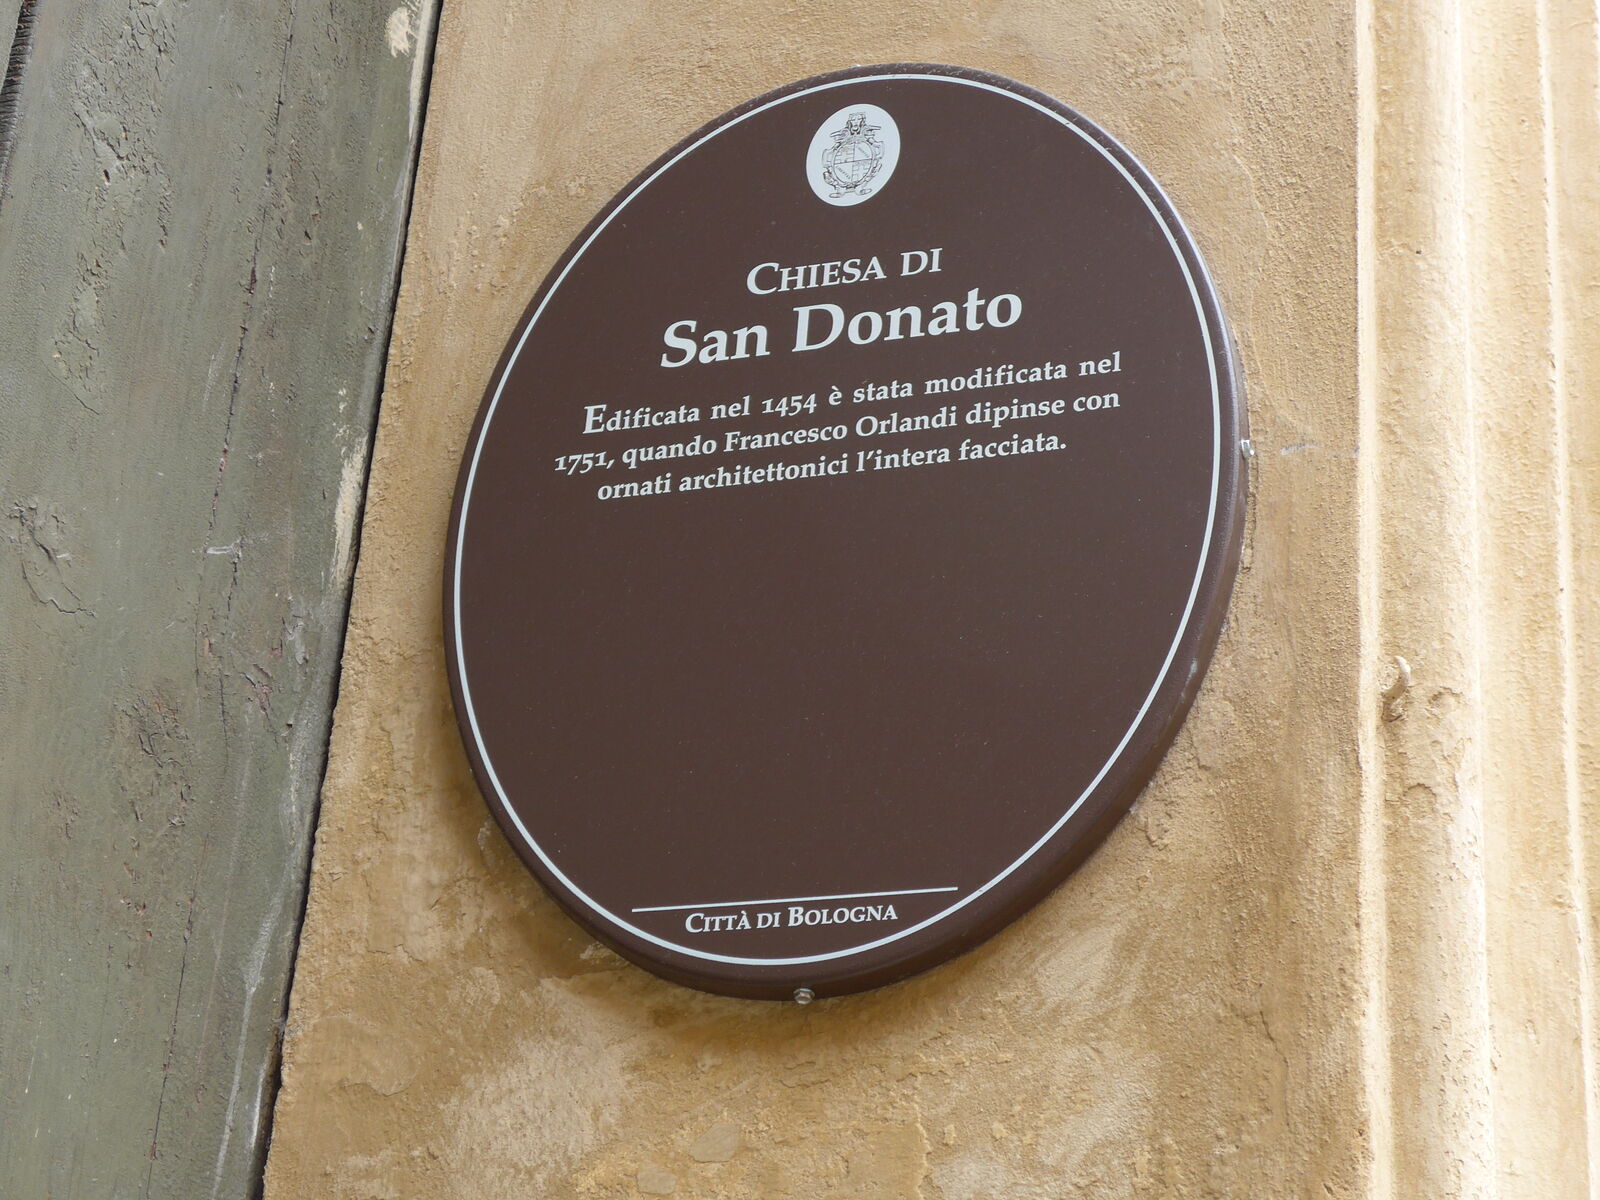 CHIESA DI
San Donato
Edificata nel 1454 è stata modificata nel
1751, quando Francesco Orlandi dipinse con
ornati architettonici l'intera facciata.
CITTÀ DI BOLOGNA